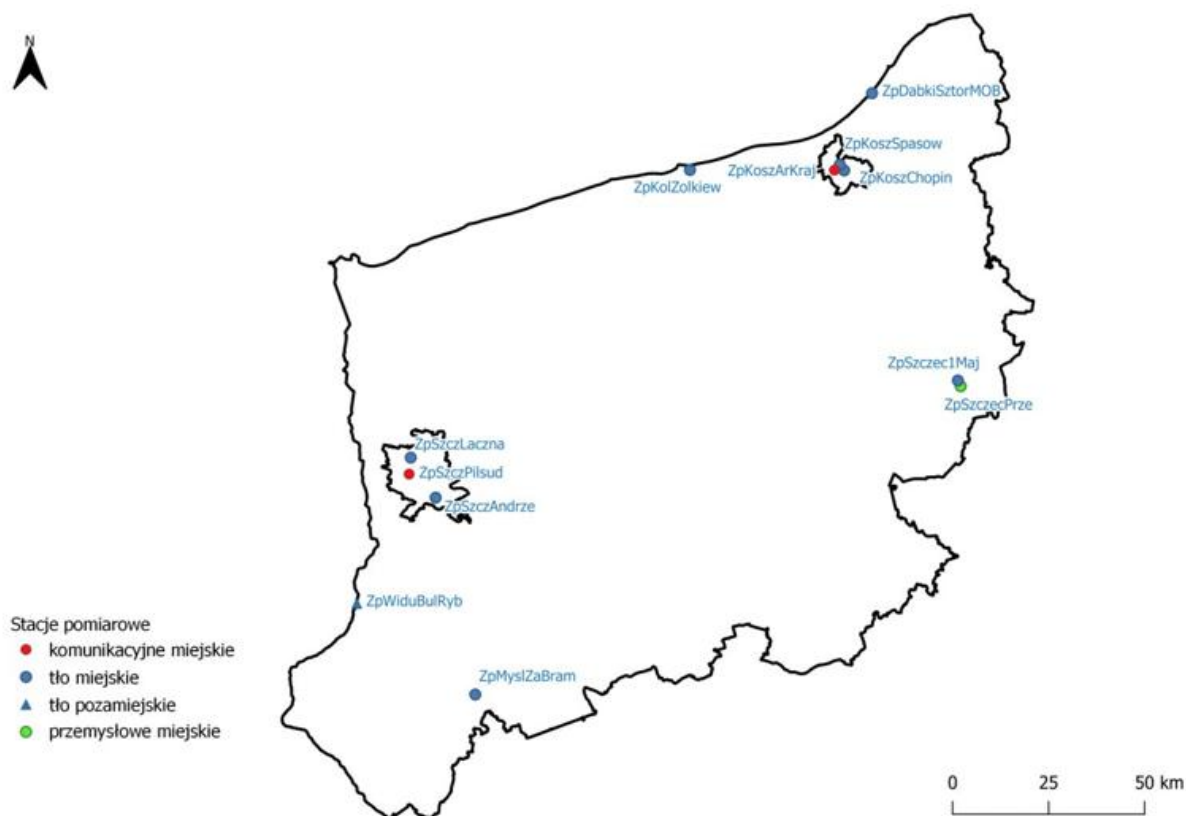 N
ZpDabkiSztorMOB
ZpKoszSpasow
ZpKoszArKraj
ZpKoszChopin
ZpKolZolkiew
ZpSzczec1Maj
ZpSzczecPrze
ZpSzczLaczna
ZpSzczPilsud
ZpSzczAndrze
ZpWiduBulRyb
ZpMyslZaBram
Stacje pomiarowe
komunikacyjne miejskie
tło miejskie
tło pozamiejskie
przemysłowe miejskie
0 25 50 km